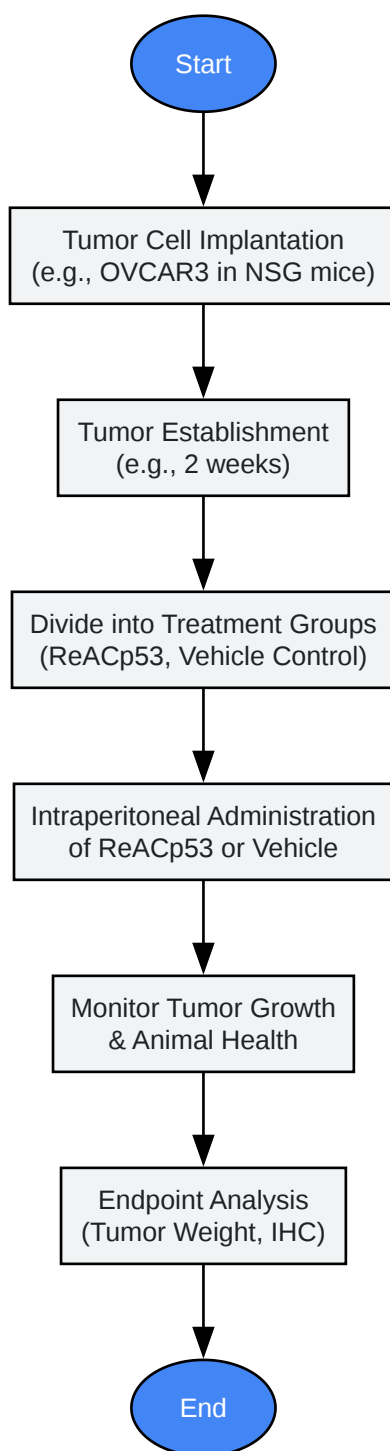 Start
Tumor Cell Implantation
(e.g., OVCAR3 in NSG mice)
Tumor Establishment
(e.g., 2 weeks)
Divide into Treatment Groups
(ReACp53, Vehicle Control)
Intraperitoneal Administration
of ReACp53 or Vehicle
Monitor Tumor Growth
& Animal Health
Endpoint Analysis
(Tumor Weight, IHC)
End